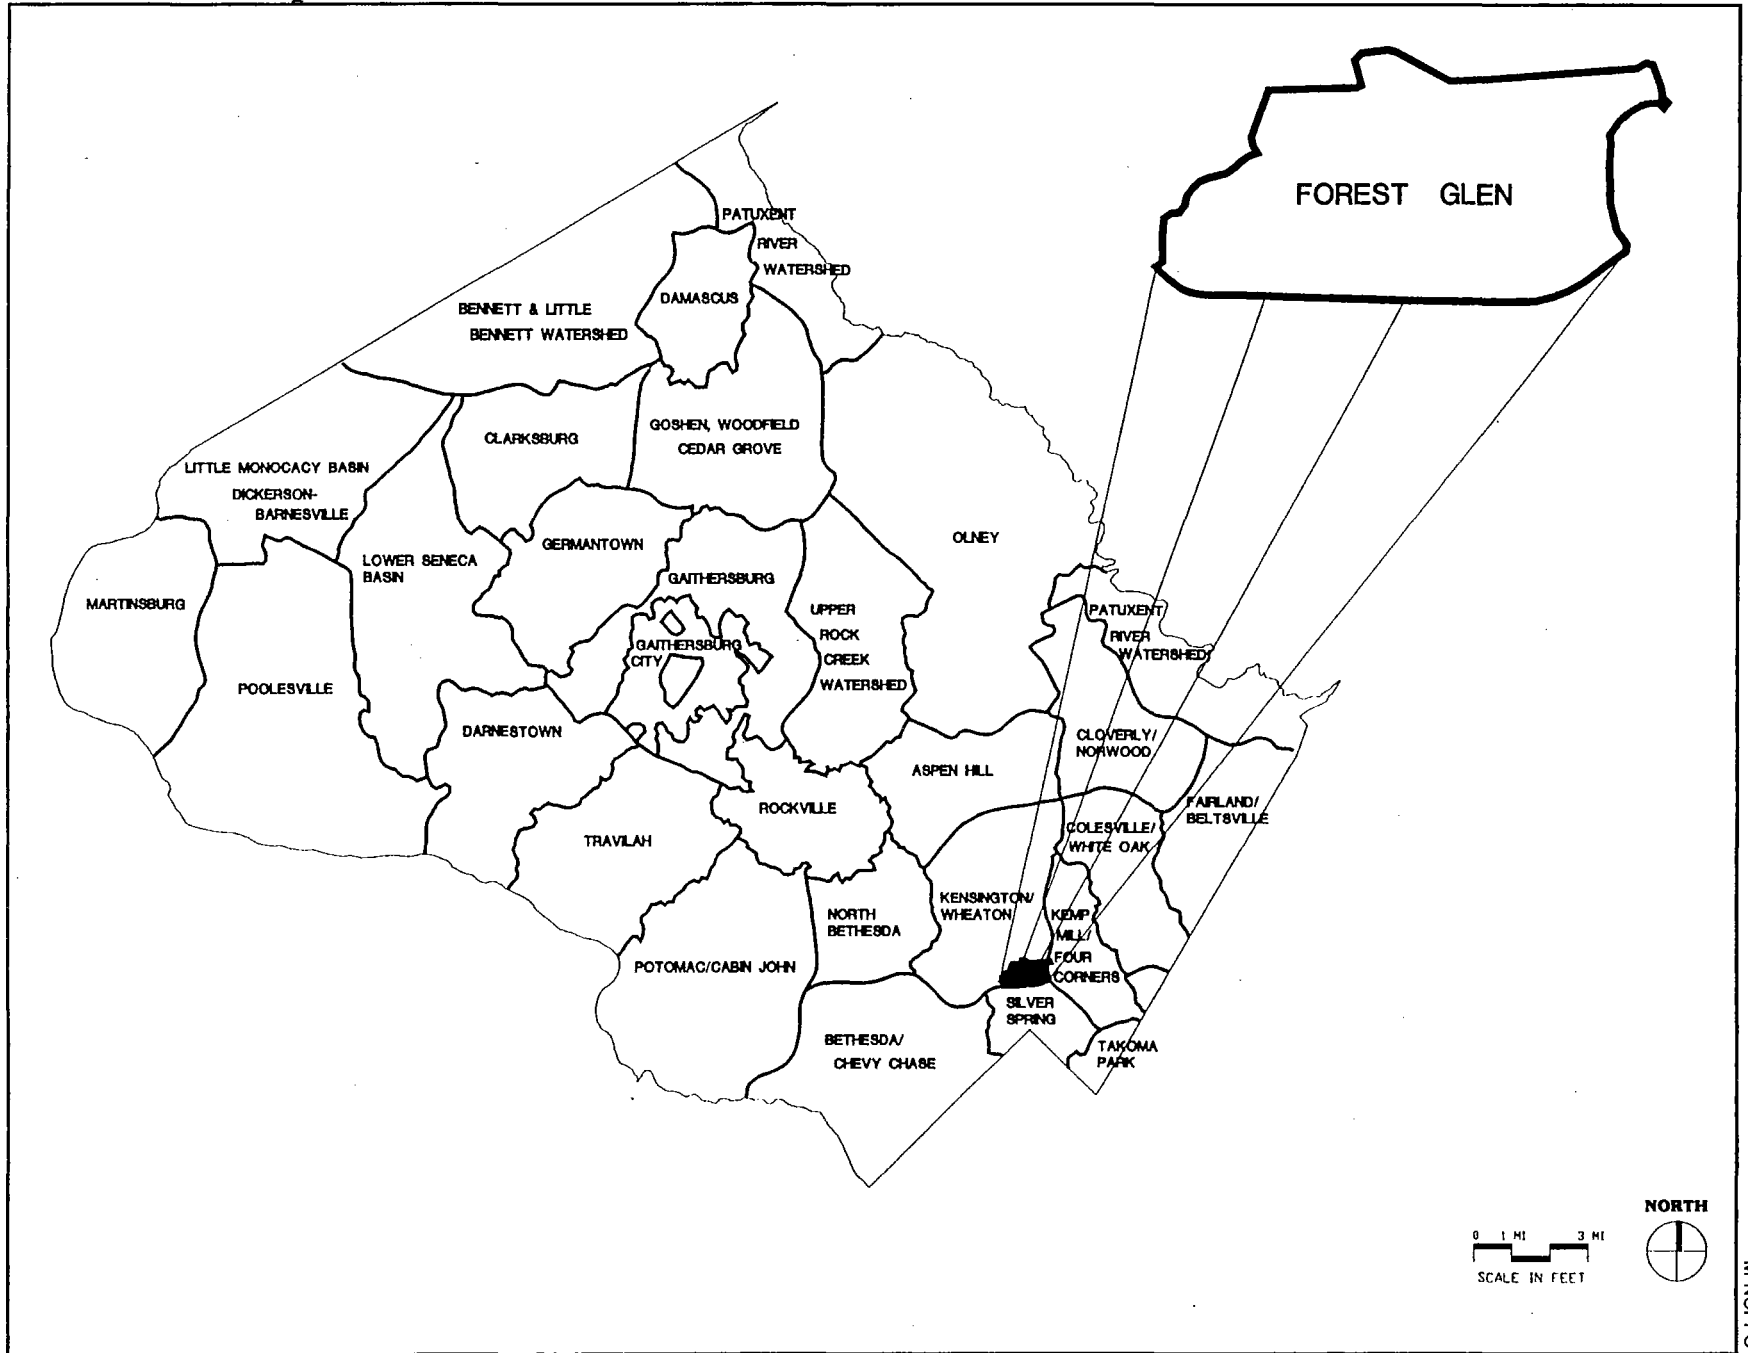 FOREST GLEN
PATUXENT
RIVER
WATERSHED
DAMASCUS
BENNETT & LITTLE
BENNETT WATERSHED
GOSHEN, WOODFIELD
CEDAR GROVE
CLARKSBURG
LITTLE MONOCACY BASIN
DICKERSON-
BARNESVILLE
OLNEY
GERMANTOWN
LOWER SENECA
BASIN
GAITHERSBURG
MARTINSBURG
UPPER
ROCK
CREEK
WATERSHED
PATUXENT
RIVER
WATERSHED
GAITHERSBURG
CITY
POOLESVILLE
DARNESTOWN
CLOVERLY/
NORWOOD
ASPEN HILL
ROCKVILLE
FAIRLAND/
BELTSVILLE
TRAVILAH
COLESVILLE/
WHITE OAK
KENSINGTON/
WHEATON
NORTH
BETHESDA
KEMP
MILL/
FOUR
CORNERS
POTOMAC/CABIN JOHN
SILVER
SPRING
BETHESDA/
CHEVY CHASE
TAKOMA
PARK
NORTH
0 1 MI 3 MI
SCALE IN FEET